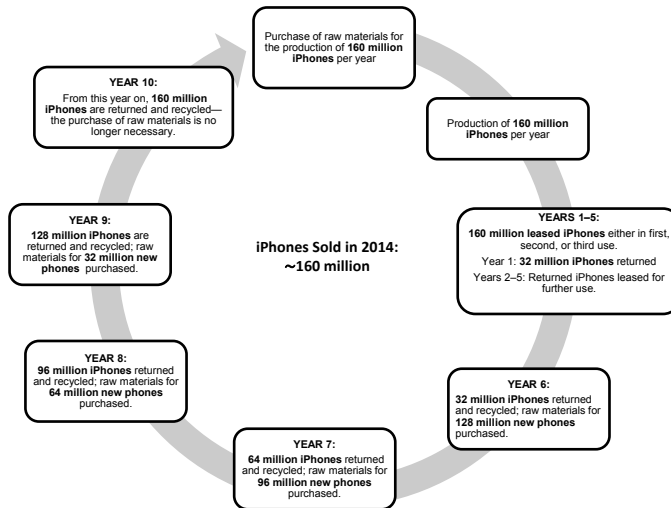 Purchase of raw materials for
the production of 160 million
iPhones per year
Production of 160 million
iPhones per year
YEARS 1–5:
160 million leased iPhones either in first,
second, or third use.
Year 1: 32 million iPhones returned
Years 2–5: Returned iPhones leased for
further use.
YEAR 6:
32 million iPhones returned
and recycled; raw materials for
128 million new phones
purchased.
YEAR 7:
64 million iPhones returned
and recycled; raw materials for
96 million new phones
purchased.
YEAR 8:
96 million iPhones returned
and recycled; raw materials for
64 million new phones
purchased.
YEAR 9:
128 million iPhones are
returned and recycled; raw
materials for 32 million new
phones purchased.
YEAR 10:
From this year on, 160 million
iPhones are returned and recycled—
the purchase of raw materials is no
longer necessary.
iPhones Sold in 2014:
~160 million